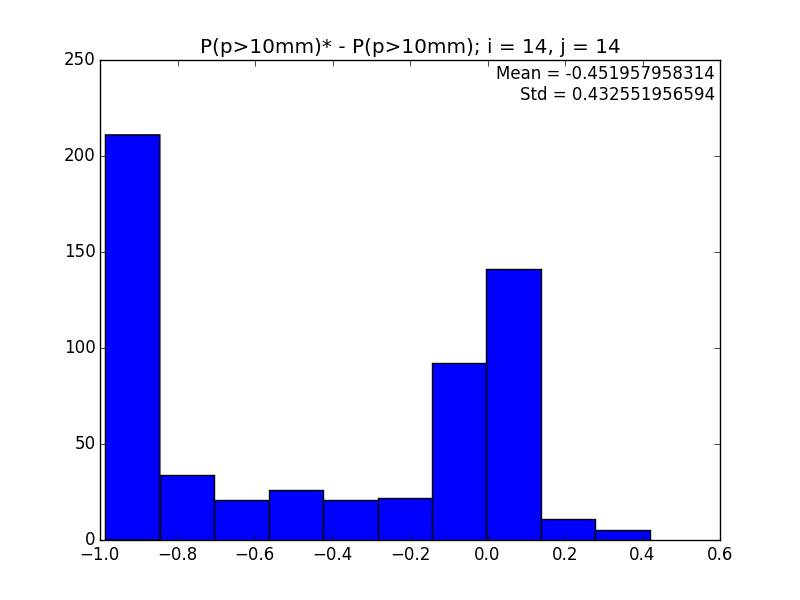 P(p>10mm)* - P(p>10mm); i = 14, j = 14
Mean = -0.451957958314
Std = 0.432551956594
250
200
150
100
50
0
−1.0 −0.8 −0.6 −0.4 −0.2 0.0 0.2 0.4 0.6